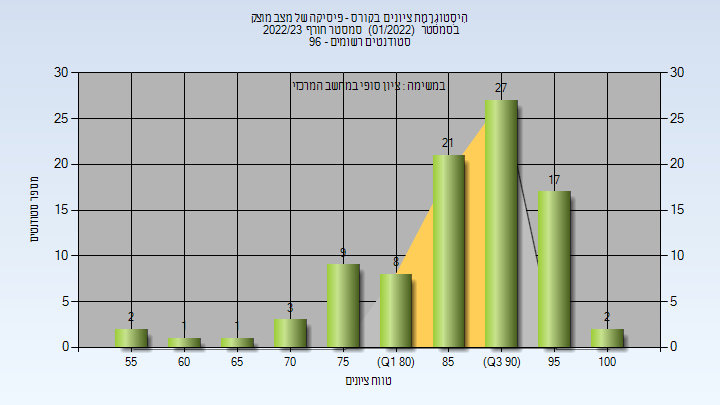 היסטוגרמת ציונים בקורס - פיסיקה של מצב מוצק
בסמסטר (01/2022) סמסטר חורף 2022/23
סטודנטים רשומים - 96
במשימה : ציון סופי במחשב המרכזי
30 30
25 25
20 20
15 15
10 10
5 5
0 0
מספר סטודנטים
2 1 1 3 9 8 21 27 17 2
55 60 65 70 75 (Q1 80) 85 (Q3 90) 95 100
טווח ציונים